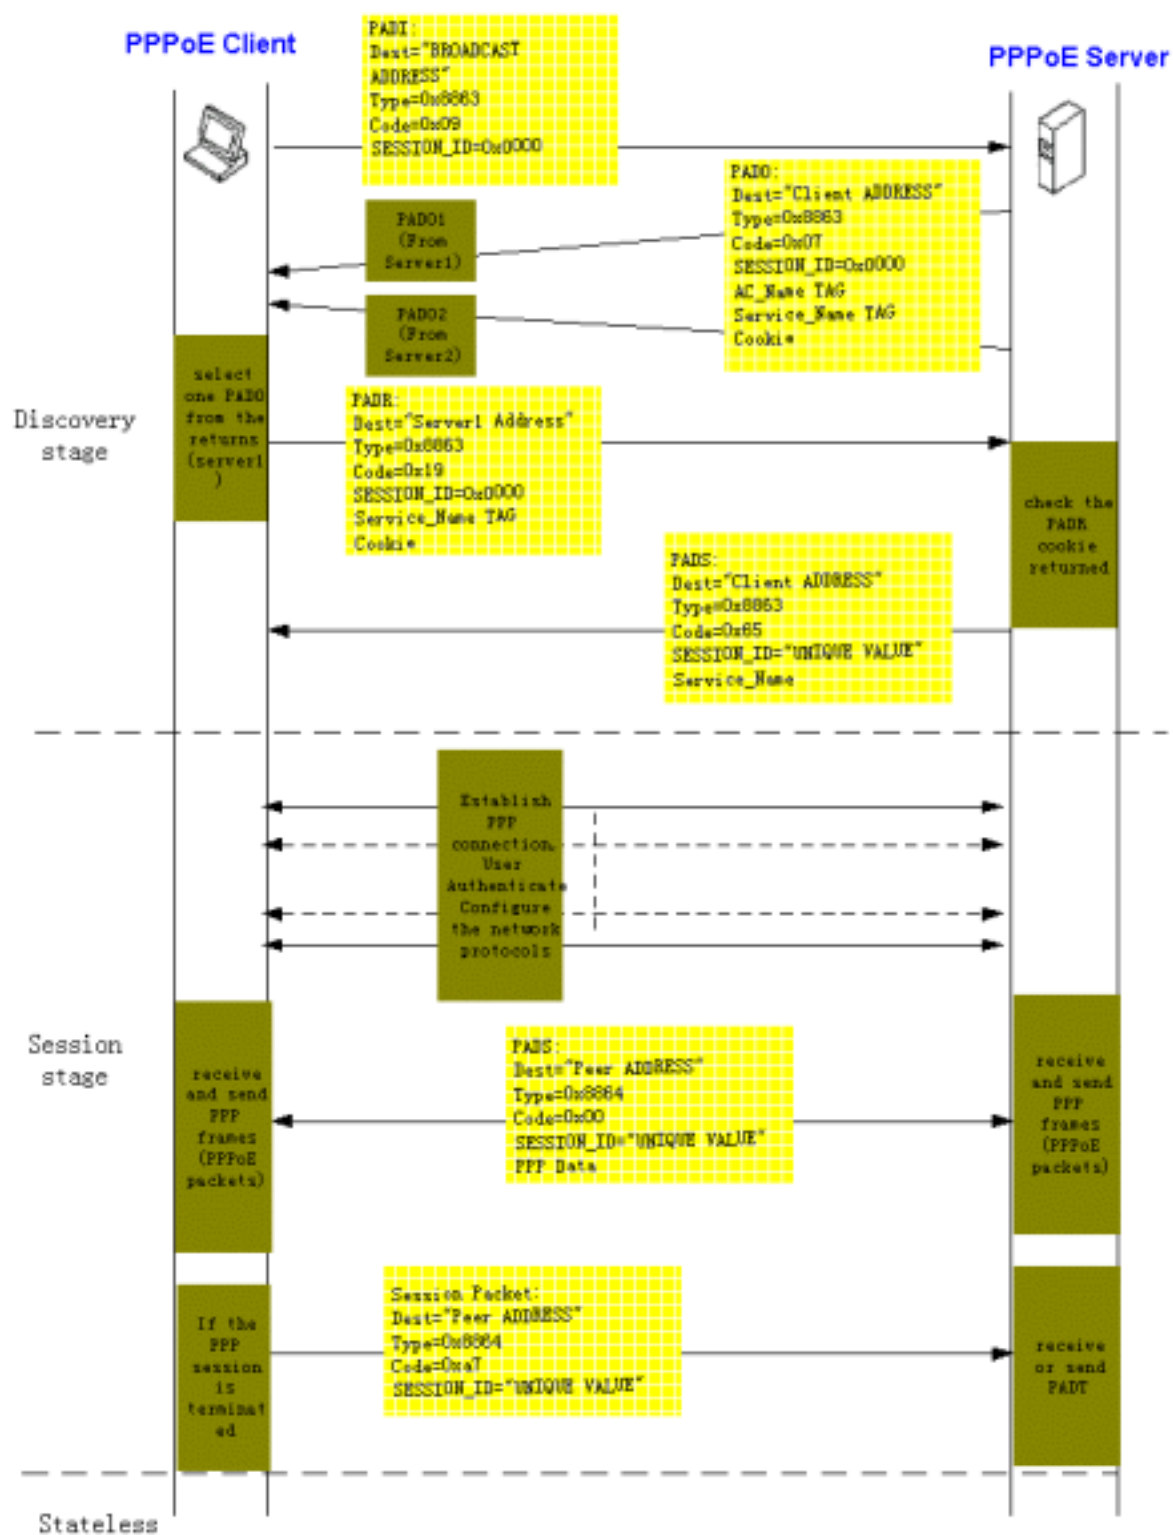 PPPoE Client
PPPoE Server
PADI:
Dest="BROADCAST
ADDRESS"
Type=0x8863
Code=0x09
SESSION_ID=0x0000
PADO:
Dest="Client ADDRESS"
Type=0x8863
Code=0x07
SESSION_ID=0x0000
AC_Name TAG
Service_Name TAG
Cookie
PADO1
(From
Server1)
PADO2
(From
Server2)
Discovery
stage
select
one PADO
from the
returns
(server1
)
PADR:
Dest="Server1 Address"
Type=0x8863
Code=0x19
SESSION_ID=0x0000
Service_Name TAG
Cookie
check the
PADR
cookie
returned
PADS:
Dest="Client ADDRESS"
Type=0x8863
Code=0x65
SESSION_ID="UNIQUE VALUE"
Service_Name
Establish
PPP
connection,
User
Authenticate
Configure
the network
protocols
Session
stage
receive
and send
PPP
frames
(PPPoE
packets)
PADS:
Dest="Peer ADDRESS"
Type=0x8864
Code=0x00
SESSION_ID="UNIQUE VALUE"
PPP Data
receive
and send
PPP
frames
(PPPoE
packets)
If the
PPP
session
is
terminat
ed
Session Packet:
Dest="Peer ADDRESS"
Type=0x8864
Code=0xa7
SESSION_ID="UNIQUE VALUE"
receive
or send
PADT
Stateless